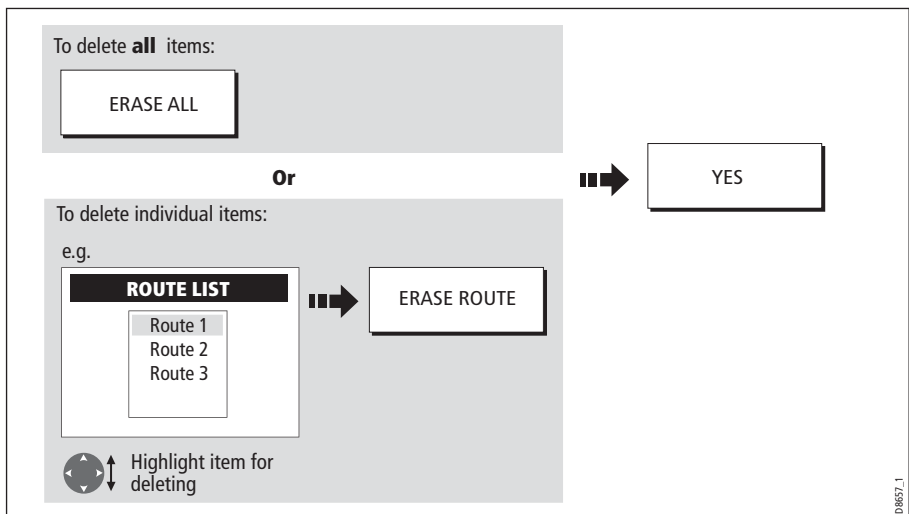 To delete all items:
ERASE ALL
Or
YES
To delete individual items:
e.g.
ROUTE LIST
Route 1
Route 2
Route 3
ERASE ROUTE
Highlight item for
deleting
D8657_1